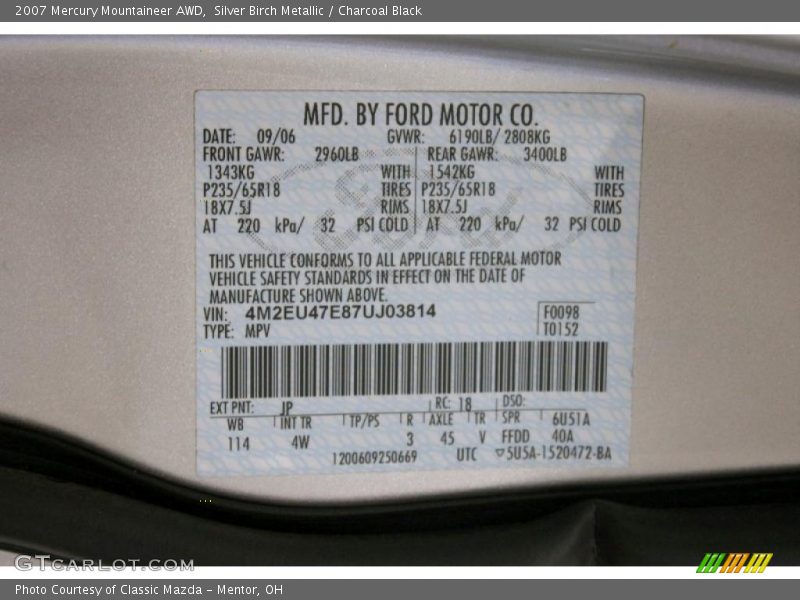 2007 Mercury Mountaineer AWD,  Silver Birch Metallic / Charcoal Black
MFD. BY FORD MOTOR CO.
DATE: 09/06 GVWR: 6190LB/ 2808KG
FRONT GAWR: 2960LB REAR GAWR: 3400LB
1343KG WITH 1542KG WITH
P235/65R18 TIRES P235/65R18 TIRES
18X7.5J RIMS 18X7.5J RIMS
AT 220 kPa/ 32 PSI COLD AT 220 kPa/ 32 PSI COLD
THIS VEHICLE CONFORMS TO ALL APPLICABLE FEDERAL MOTOR
VEHICLE SAFETY STANDARDS IN EFFECT ON THE DATE OF
MANUFACTURE SHOWN ABOVE.
VIN: 4M2EU47E87UJ03814 F0098
TYPE: MPV T0152
EXT PNT: JP RC: 18 DSO:
WB INT TR TP/PS R AXLE TR SPR 6U51A
114 4W 3 45 V FFDD 40A
1200609250669 UTC ▽5U5A-1520472-BA
GTCARLOT.COM
Photo Courtesy of Classic Mazda - Mentor, OH